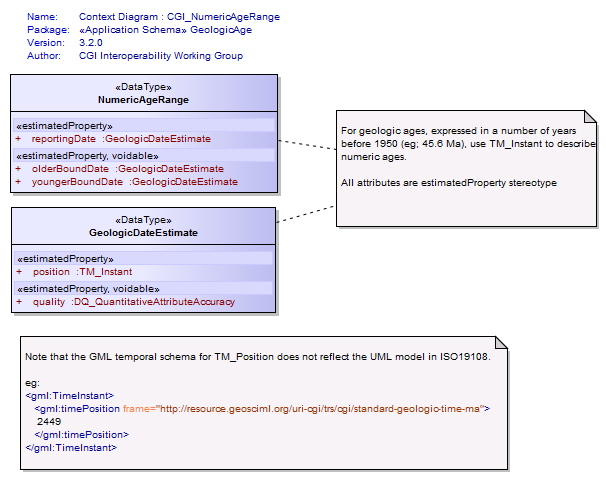 Name: Context Diagram : CGI_NumericAgeRange
Package: «Application Schema» GeologicAge
Version: 3.2.0
Author: CGI Interoperability Working Group
«DataType»
NumericAgeRange
«estimatedProperty»
+ reportingDate :GeologicDateEstimate
«estimatedProperty, voidable»
+ olderBoundDate :GeologicDateEstimate
+ youngerBoundDate :GeologicDateEstimate
For geologic ages, expressed in a number of years
before 1950 (eg; 45.6 Ma), use TM_Instant to describe
numeric ages.
All attributes are estimatedProperty stereotype
«DataType»
GeologicDateEstimate
«estimatedProperty»
+ position :TM_Instant
«estimatedProperty, voidable»
+ quality :DQ_QuantitativeAttributeAccuracy
Note that the GML temporal schema for TM_Position does not reflect the UML model in ISO19108.
eg:
<gml:TimeInstant>
<gml:timePosition frame="http://resource.geosciml.org/uri-cgi/trs/cgi/standard-geologic-time-ma">
2449
</gml:timePosition>
</gml:TimeInstant>